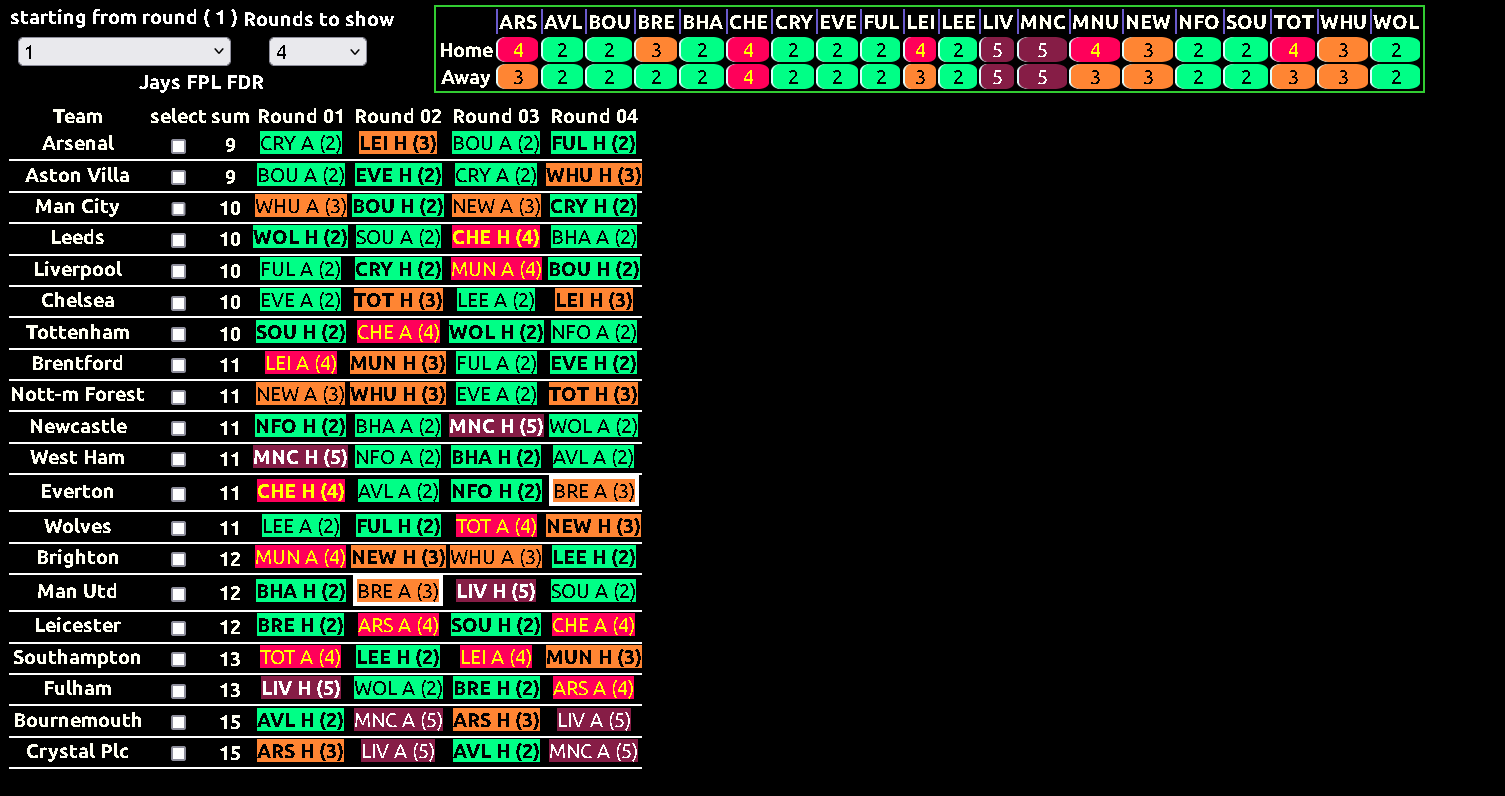 starting from round ( 1 ) Rounds to show
1 4
Jays FPL FDR
ARS AVL BOU BRE BHA CHE CRY EVE FUL LEI LEE LIV MNC MNU NEW NFO SOU TOT WHU WOL
Home 4 2 2 3 2 4 2 2 2 4 2 5 5 4 3 2 2 4 3 2
Away 3 2 2 2 2 4 2 2 2 3 2 5 5 3 3 2 2 3 3 2
Team select sum Round 01 Round 02 Round 03 Round 04
Arsenal 9 CRY A (2) LEI H (3) BOU A (2) FUL H (2)
Aston Villa 9 BOU A (2) EVE H (2) CRY A (2) WHU H (3)
Man City 10 WHU A (3) BOU H (2) NEW A (3) CRY H (2)
Leeds 10 WOL H (2) SOU A (2) CHE H (4) BHA A (2)
Liverpool 10 FUL A (2) CRY H (2) MUN A (4) BOU H (2)
Chelsea 10 EVE A (2) TOT H (3) LEE A (2) LEI H (3)
Tottenham 10 SOU H (2) CHE A (4) WOL H (2) NFO A (2)
Brentford 11 LEI A (4) MUN H (3) FUL A (2) EVE H (2)
Nott-m Forest 11 NEW A (3) WHU H (3) EVE A (2) TOT H (3)
Newcastle 11 NFO H (2) BHA A (2) MNC H (5) WOL A (2)
West Ham 11 MNC H (5) NFO A (2) BHA H (2) AVL A (2)
Everton 11 CHE H (4) AVL A (2) NFO H (2) BRE A (3)
Wolves 11 LEE A (2) FUL H (2) TOT A (4) NEW H (3)
Brighton 12 MUN A (4) NEW H (3) WHU A (3) LEE H (2)
Man Utd 12 BHA H (2) BRE A (3) LIV H (5) SOU A (2)
Leicester 12 BRE H (2) ARS A (4) SOU H (2) CHE A (4)
Southampton 13 TOT A (4) LEE H (2) LEI A (4) MUN H (3)
Fulham 13 LIV H (5) WOL A (2) BRE H (2) ARS A (4)
Bournemouth 15 AVL H (2) MNC A (5) ARS H (3) LIV A (5)
Crystal Plc 15 ARS H (3) LIV A (5) AVL H (2) MNC A (5)